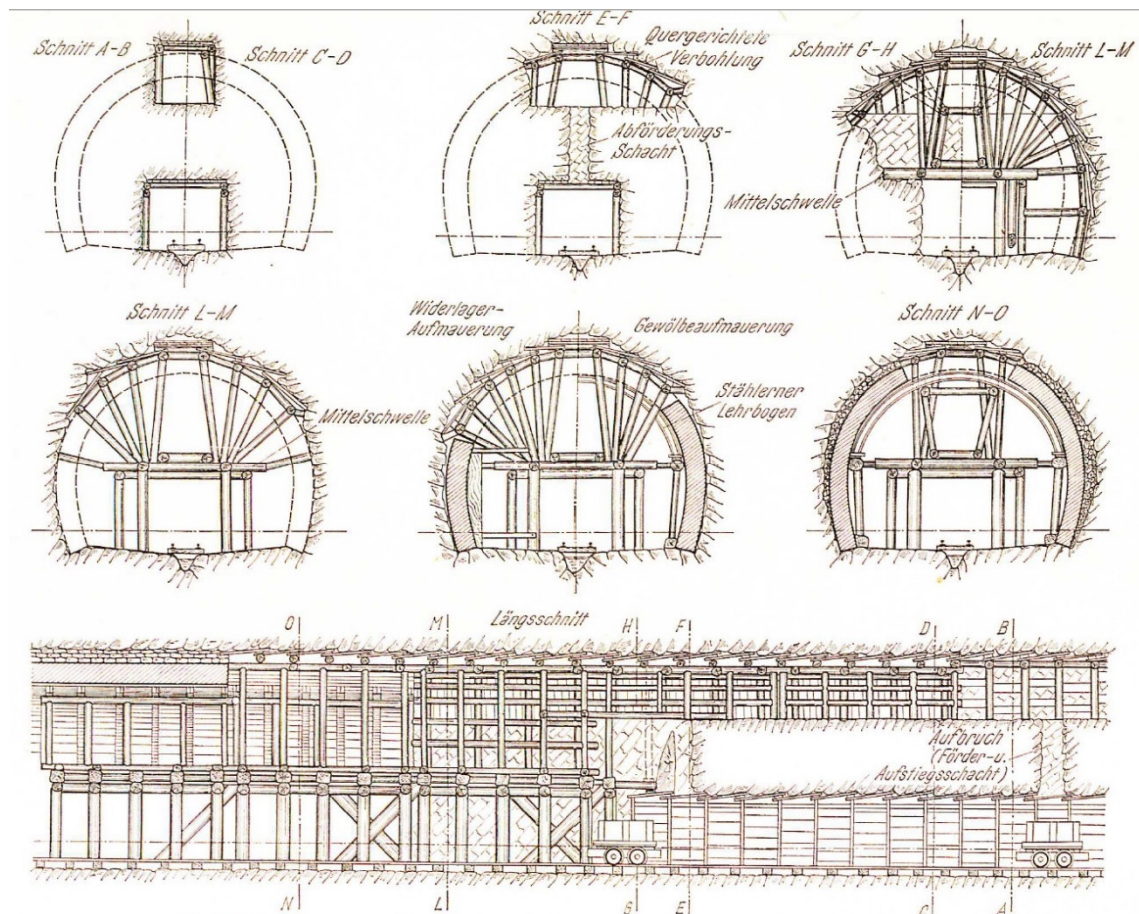 Schnitt A-B
Schnitt C-D
Schnitt E-F
Quergerichtete
Verbohlung
Abförderungs-
Schacht
Schnitt G-H
Schnitt L-M
Mittelschwelle
Schnitt L-M
Mittelschwelle
Widerlager-
Aufmauerung
Gewölbeaufmauerung
Stählerner
Lehrbogen
Schnitt N-O
Längsschnitt
O
M
H
F
D
B
Aufbruch
(Förder-u.
Aufstiegsschacht)
N
L
G
E
C
A